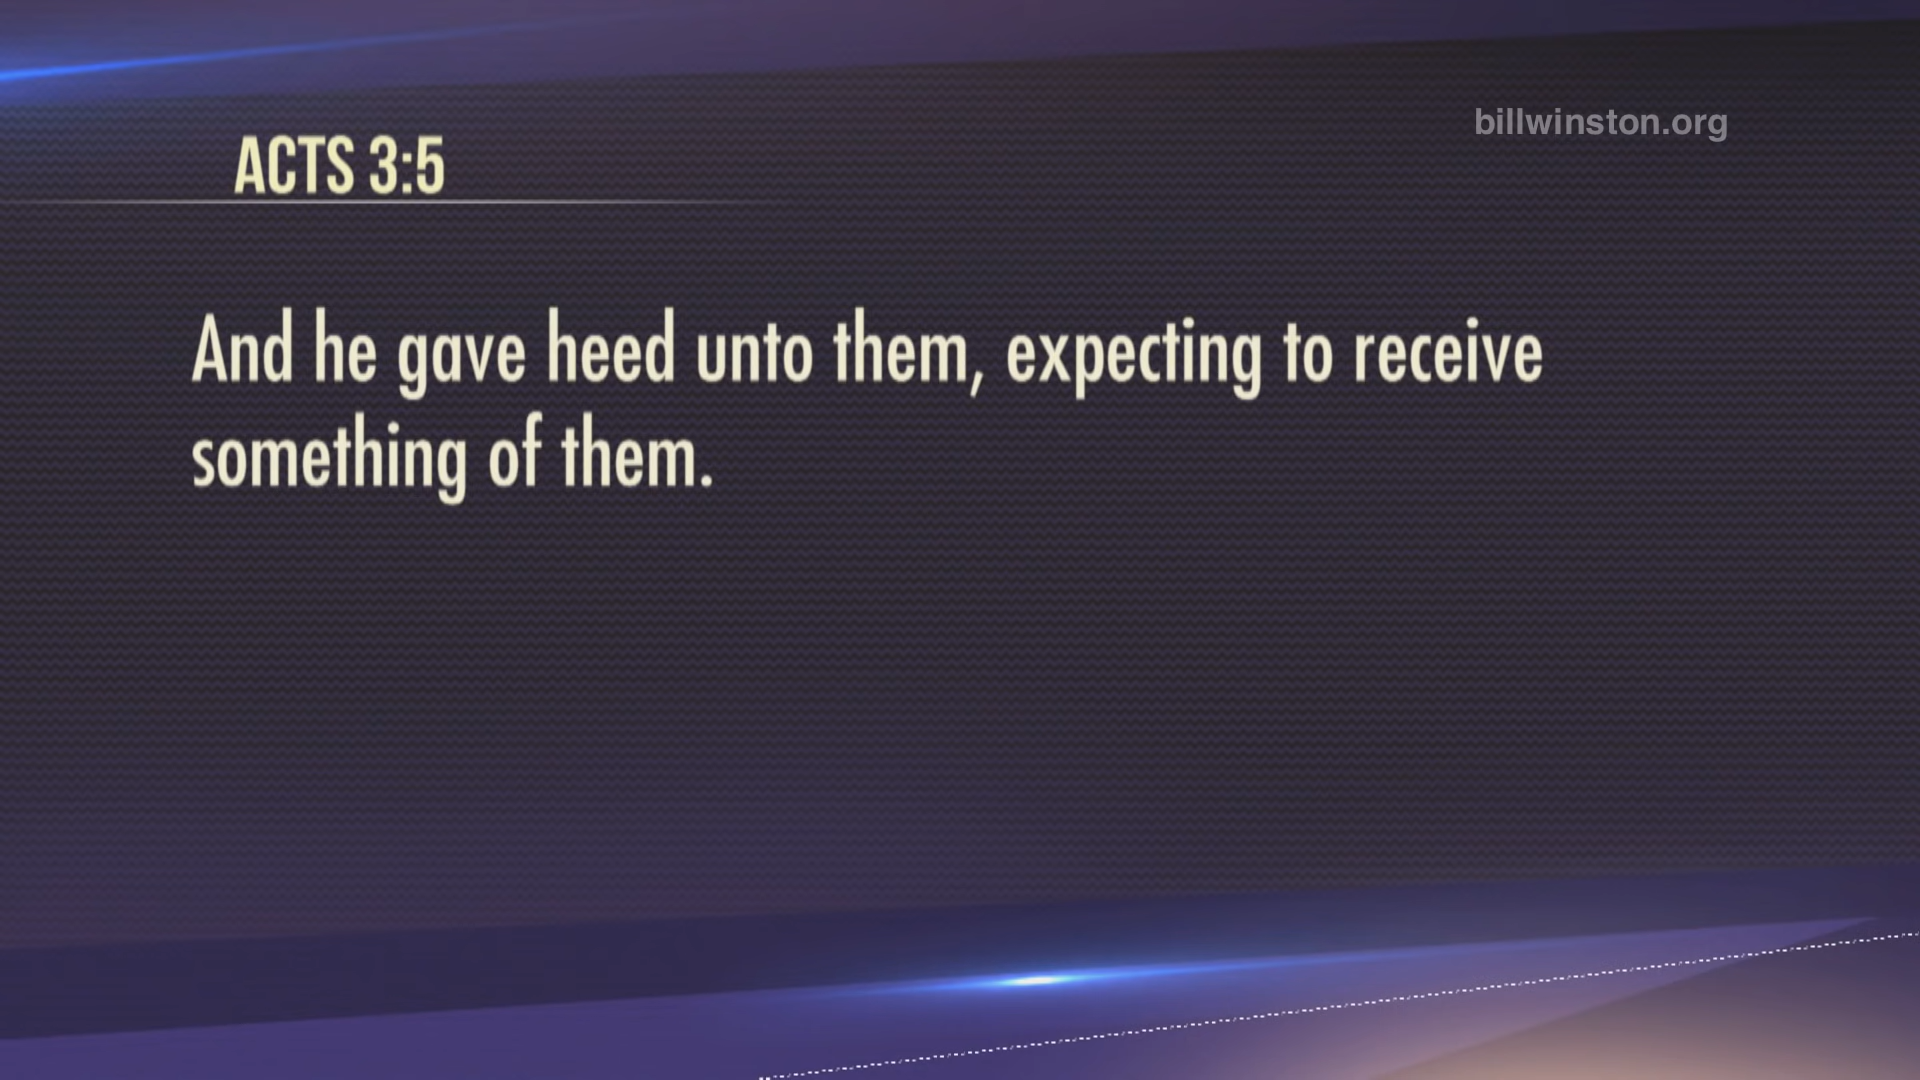 billwinston.org
ACTS 3:5
And he gave heed unto them, expecting to receive
something of them.